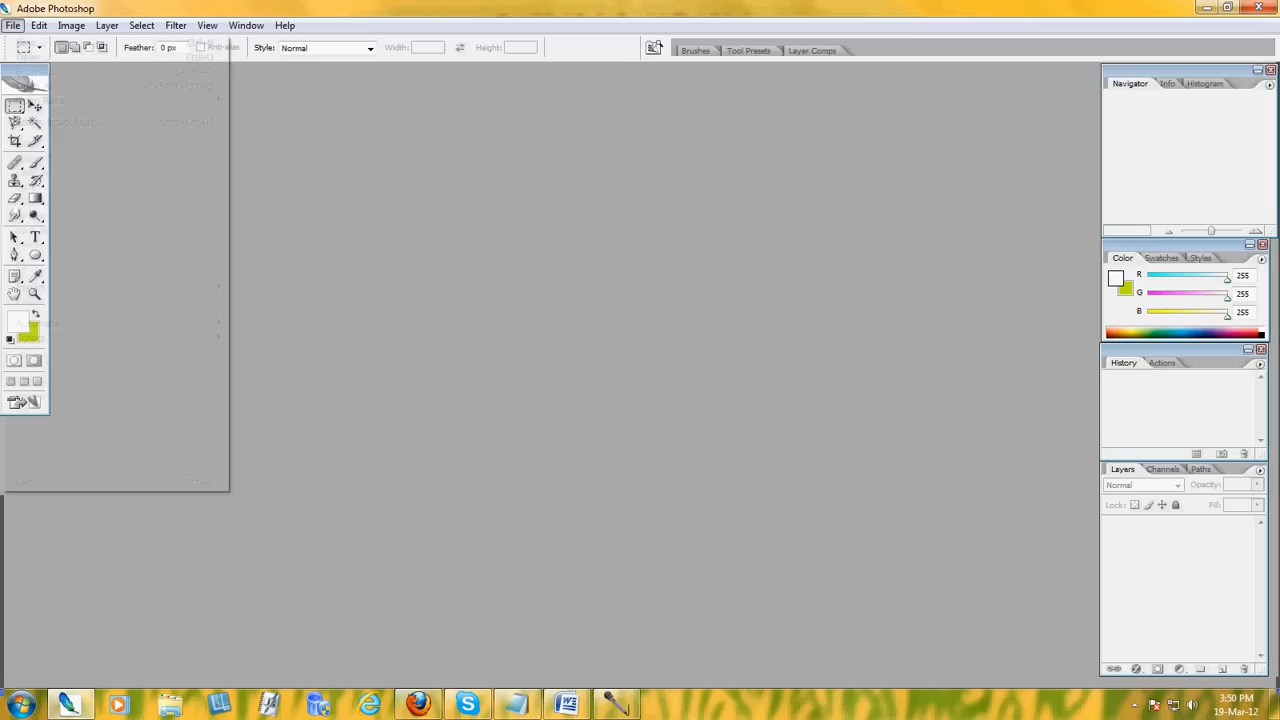 Adobe Photoshop
File Edit Image Layer Select Filter View Window Help
Feather: 0 px Anti-alias Style: Normal Width: Height: Brushes Tool Presets Layer Comps
Navigator Info Histogram
Color Swatches Styles
R 255
G 255
B 255
History Actions
Layers Channels Paths
Normal Opacity:
Lock: Fill:
3:50 PM
19-Mar-12